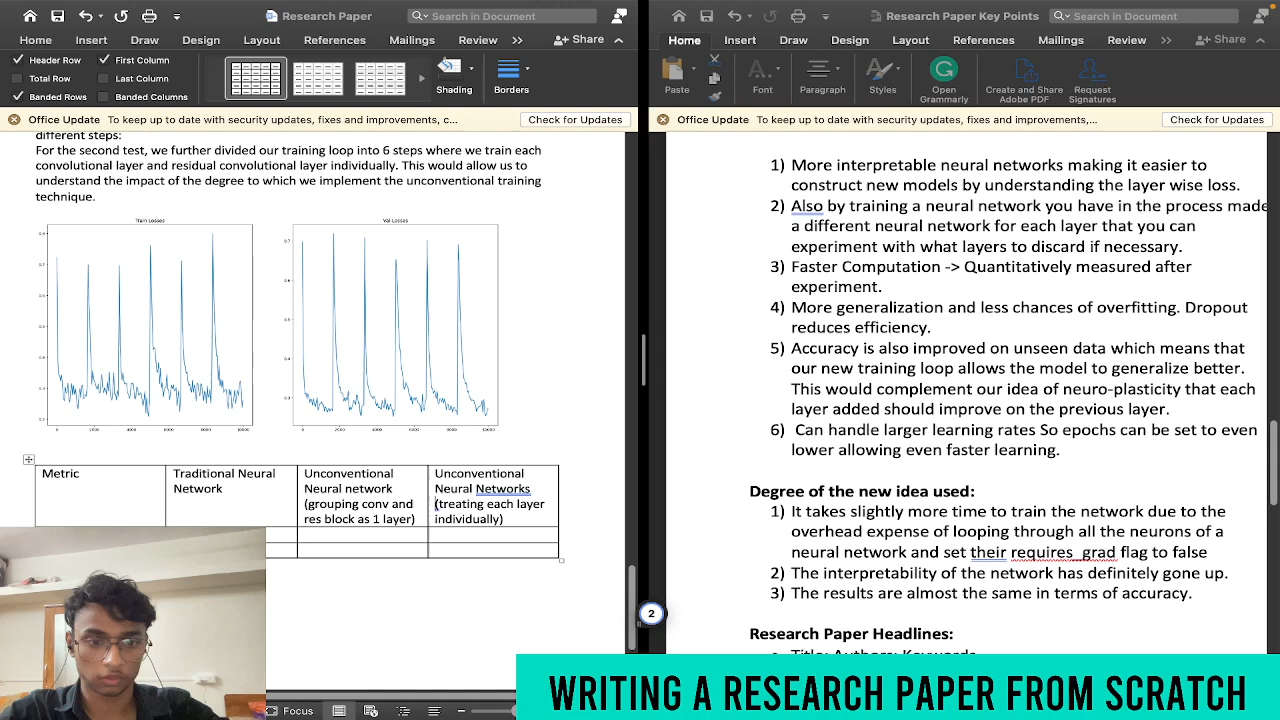 Research Paper
Search in Document
Home Insert Draw Design Layout References Mailings Review Share
Header Row First Column
Total Row Last Column
Banded Rows Banded Columns
Shading Borders
Office Update To keep up to date with security updates, fixes and improvements, c... Check for Updates
different steps:
For the second test, we further divided our training loop into 6 steps where we train each
convolutional layer and residual convolutional layer individually. This would allow us to
understand the impact of the degree to which we implement the unconventional training
technique.
Train Losses Val Losses
Metric
Traditional Neural
Network
Unconventional
Neural network
(grouping conv and
res block as 1 layer)
Unconventional
Neural Networks
(treating each layer
individually)
Focus
Research Paper Key Points
Search in Document
Home Insert Draw Design Layout References Mailings Review Share
Paste Font Paragraph Styles
Open
Grammarly
Create and Share
Adobe PDF
Request
Signatures
Office Update To keep up to date with security updates, fixes and improvements,... Check for Updates
1) More interpretable neural networks making it easier to
construct new models by understanding the layer wise loss.
2) Also by training a neural network you have in the process made
a different neural network for each layer that you can
experiment with what layers to discard if necessary.
3) Faster Computation -> Quantitatively measured after
experiment.
4) More generalization and less chances of overfitting. Dropout
reduces efficiency.
5) Accuracy is also improved on unseen data which means that
our new training loop allows the model to generalize better.
This would complement our idea of neuro-plasticity that each
layer added should improve on the previous layer.
6) Can handle larger learning rates So epochs can be set to even
lower allowing even faster learning.
Degree of the new idea used:
1) It takes slightly more time to train the network due to the
overhead expense of looping through all the neurons of a
neural network and set their requires_grad flag to false
2) The interpretability of the network has definitely gone up.
3) The results are almost the same in terms of accuracy.
2
Research Paper Headlines:
Title; Authors; Keywords
WRITING A RESEARCH PAPER FROM SCRATCH